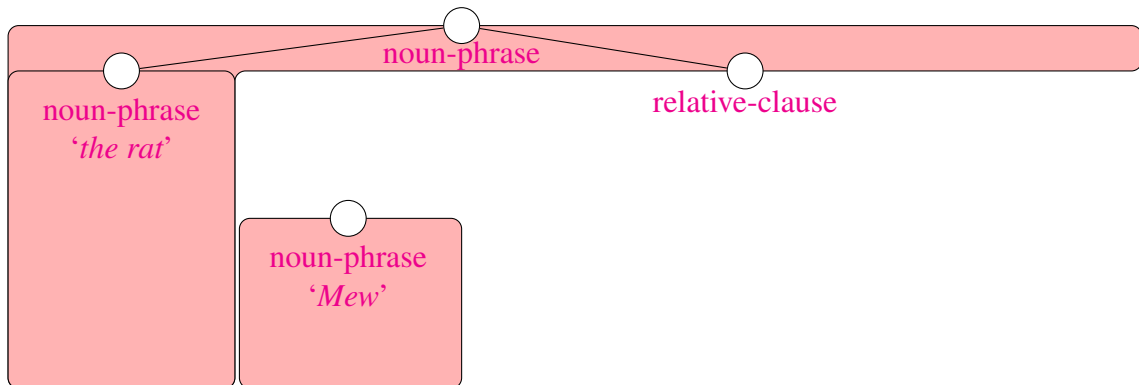 noun-phrase
noun-phrase
‘the rat’
relative-clause
noun-phrase
‘Mew’